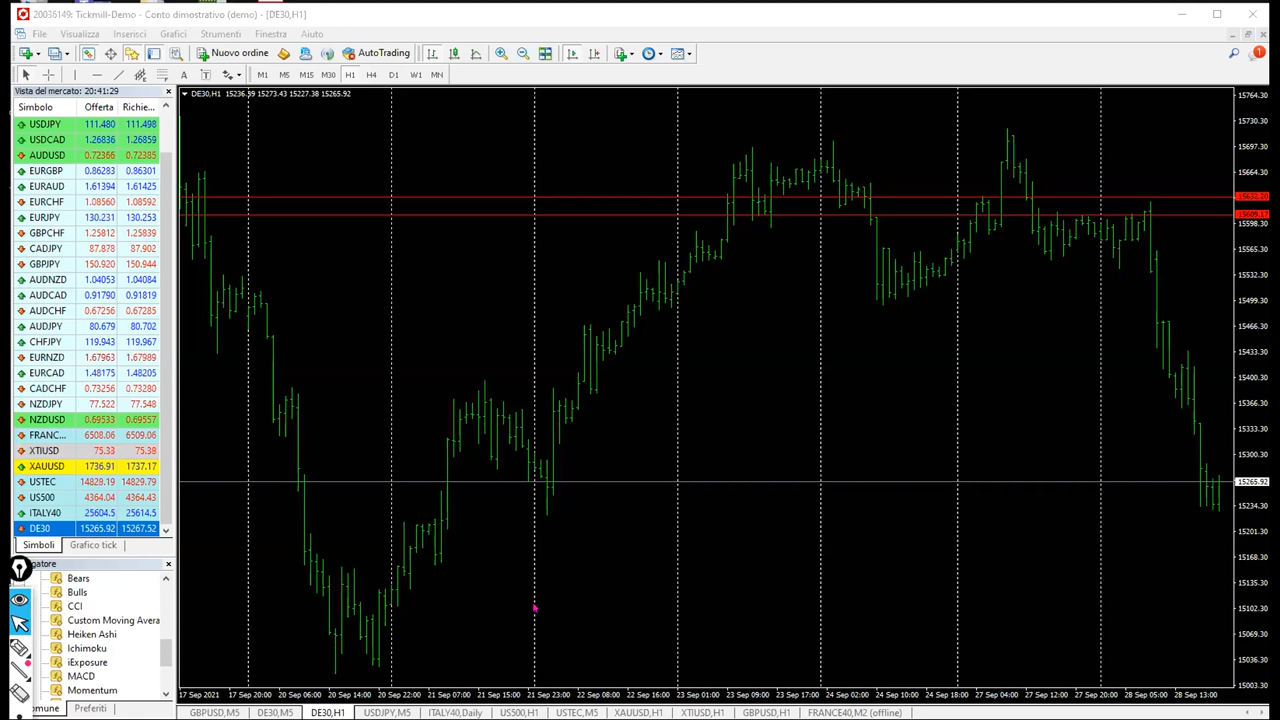 20036149: Tickmill-Demo - Conto dimostrativo (demo) - [DE30,H1]
File Visualizza Inserisci Grafici Strumenti Finestra Aiuto
Nuovo ordine AutoTrading
M1 M5 M15 M30 H1 H4 D1 W1 MN
Vista del mercato: 20:41:29
Simbolo Offerta Richie...
USDJPY 111.480 111.498
USDCAD 1.26836 1.26859
AUDUSD 0.72366 0.72385
EURGBP 0.86283 0.86301
EURAUD 1.61394 1.61425
EURCHF 1.08560 1.08592
EURJPY 130.231 130.253
GBPCHF 1.25812 1.25839
CADJPY 87.878 87.902
GBPJPY 150.920 150.944
AUDNZD 1.04053 1.04084
AUDCAD 0.91790 0.91819
AUDCHF 0.67256 0.67285
AUDJPY 80.679 80.702
CHFJPY 119.943 119.967
EURNZD 1.67963 1.67989
EURCAD 1.48175 1.48205
CADCHF 0.73256 0.73280
NZDJPY 77.522 77.548
NZDUSD 0.69533 0.69557
FRANC... 6508.06 6509.06
XTIUSD 75.33 75.38
XAUUSD 1736.91 1737.17
USTEC 14828.19 14829.79
US500 4364.04 4364.43
ITALY40 25604.5 25614.5
DE30 15265.92 15267.52
Simboli Grafico tick
gatore
Bears
Bulls
CCI
Custom Moving Avera
Heiken Ashi
Ichimoku
iExposure
MACD
Momentum
omune Preferiti
DE30,H1 15236.39 15273.43 15227.38 15265.92
15764.30
15730.30
15697.30
15664.30
15598.30
15565.30
15532.30
15499.30
15466.30
15433.30
15400.30
15366.30
15333.30
15300.30
15265.92
15234.30
15201.30
15168.30
15135.30
15102.30
15069.30
15036.30
15003.30
17 Sep 2021 17 Sep 20:00 20 Sep 06:00 20 Sep 14:00 20 Sep 22:00 21 Sep 07:00 21 Sep 15:00 21 Sep 23:00 22 Sep 08:00 22 Sep 16:00 23 Sep 01:00 23 Sep 09:00 23 Sep 17:00 24 Sep 02:00 24 Sep 10:00 24 Sep 18:00 27 Sep 04:00 27 Sep 12:00 27 Sep 20:00 28 Sep 05:00 28 Sep 13:00
GBPUSD,M5 DE30,M5 DE30,H1 USDJPY,M5 ITALY40,Daily US500,H1 USTEC,M5 XAUUSD,H1 XTIUSD,H1 GBPUSD,H1 FRANCE40,M2 (offline)